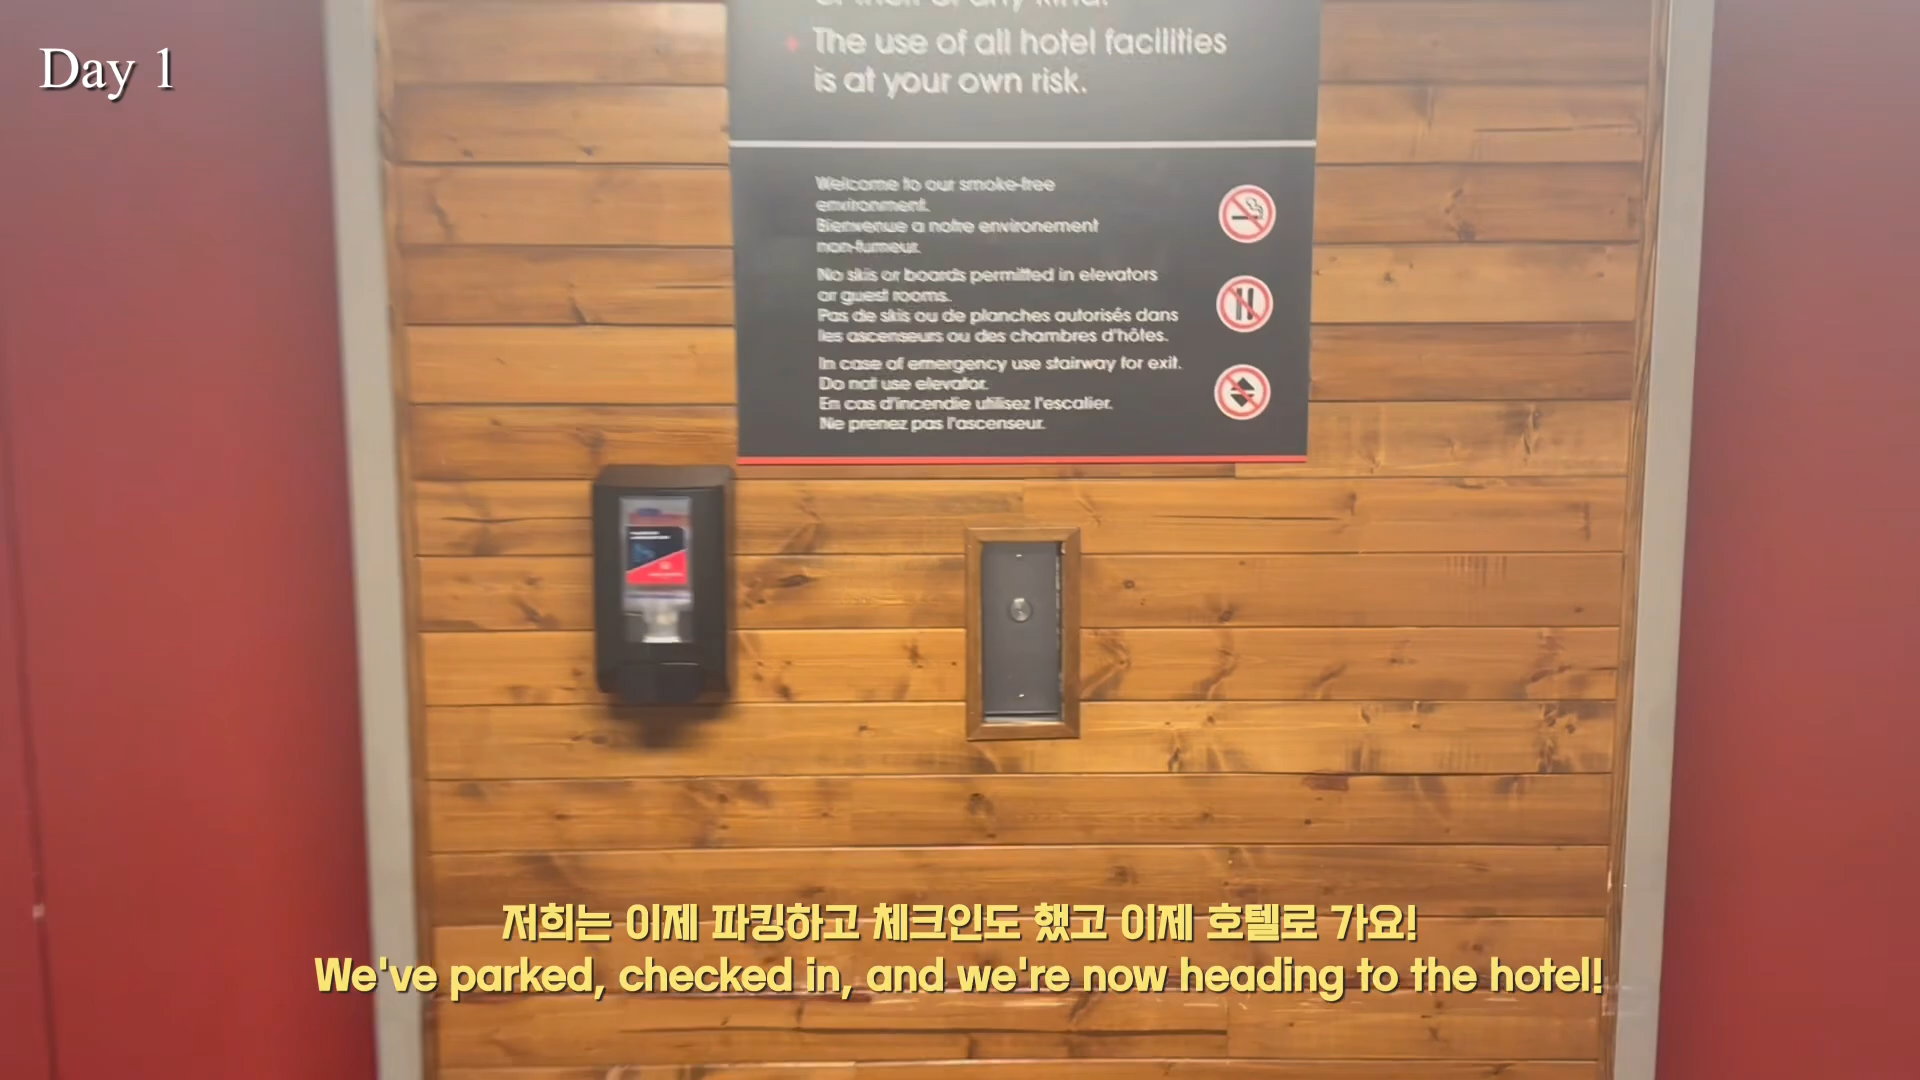 Day 1
The use of all hotel facilities
is at your own risk.
Welcome to our smoke-free
environment.
Bienvenue a notre environement
non-fumeur.
No skis or boards permitted in elevators
or guest rooms.
Pas de skis ou de planches autorisés dans
les ascenseurs ou des chambres d'hôtes.
In case of emergency use stairway for exit.
Do not use elevator.
En cas d'incendie utilisez l'escalier.
Ne prenez pas l'ascenseur.
저희는 이제 파킹하고 체크인도 했고 이제 호텔로 가요!
We've parked, checked in, and we're now heading to the hotel!